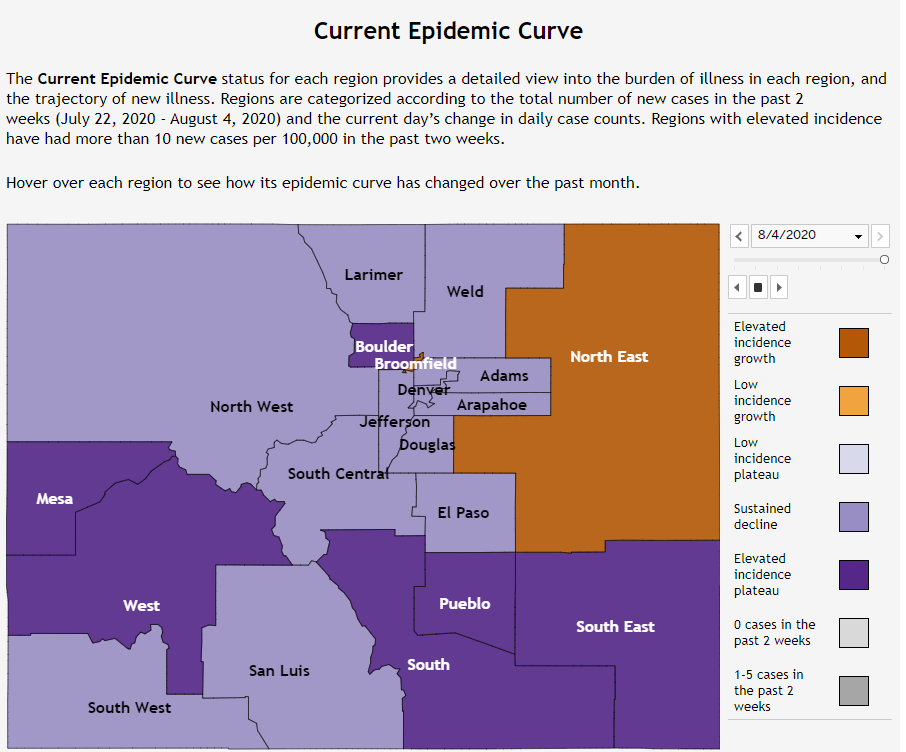 Current Epidemic Curve
The Current Epidemic Curve status for each region provides a detailed view into the burden of illness in each region, and
the trajectory of new illness. Regions are categorized according to the total number of new cases in the past 2
weeks (July 22, 2020 - August 4, 2020) and the current day's change in daily case counts. Regions with elevated incidence
have had more than 10 new cases per 100,000 in the past two weeks.
Hover over each region to see how its epidemic curve has changed over the past month.
8/4/2020
Larimer
Weld
Boulder
Broomfield
North East
Adams
Denver
Arapahoe
North West
Jefferson
Douglas
South Central
Mesa
El Paso
West
Pueblo
South East
San Luis
South
South West
Elevated
incidence
growth
Low
incidence
growth
Low
incidence
plateau
Sustained
decline
Elevated
incidence
plateau
0 cases in the
past 2 weeks
1-5 cases in
the past 2
weeks